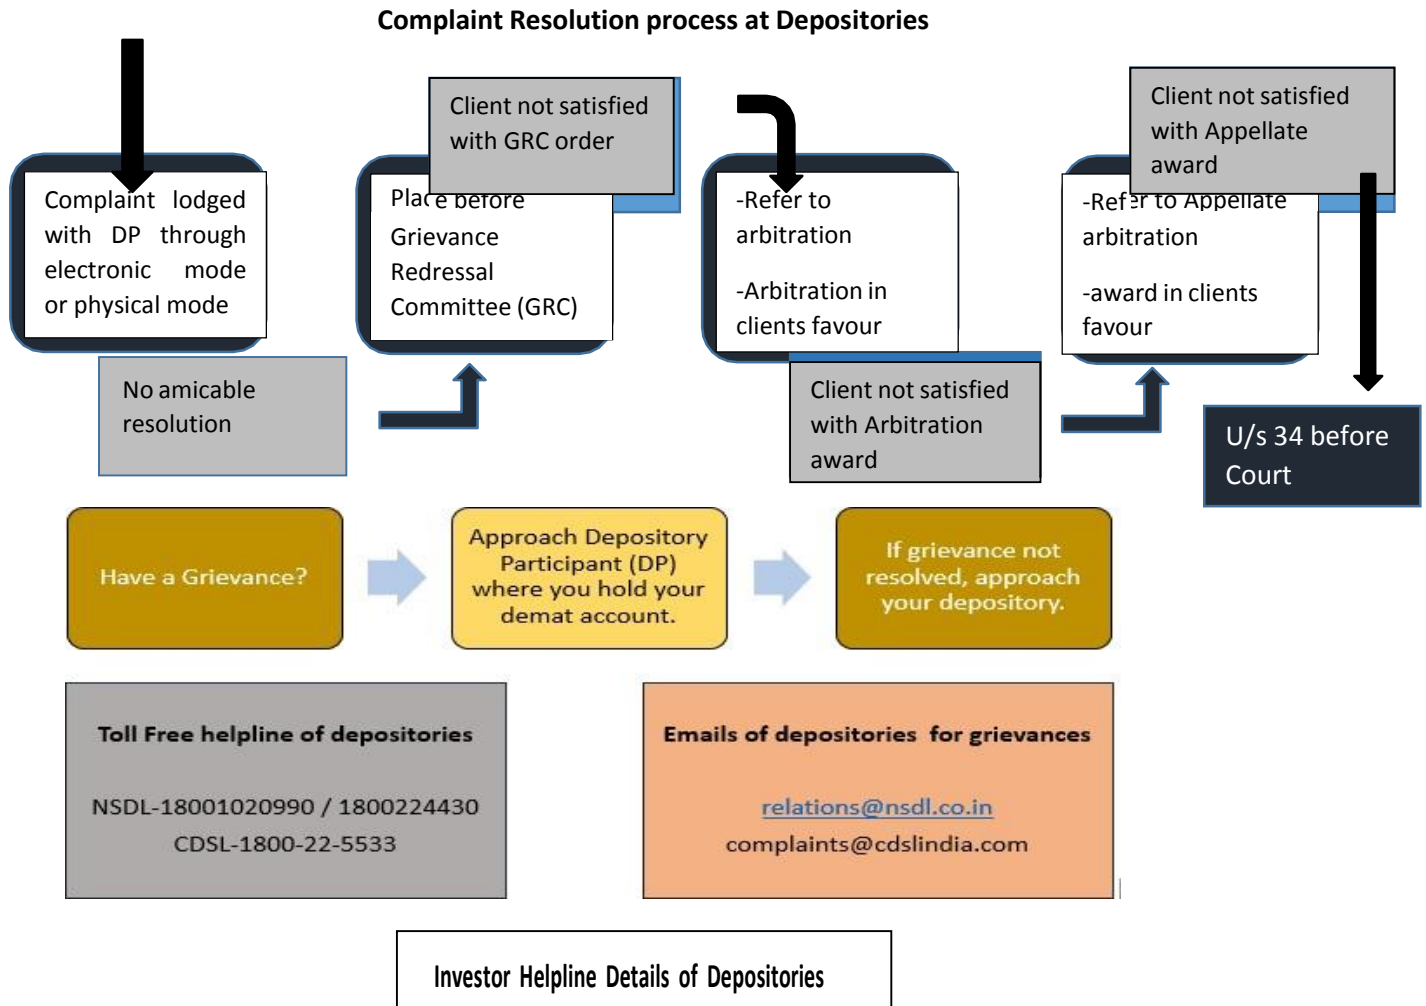 Complaint Resolution process at Depositories
Client not satisfied
with GRC order
Client not satisfied
with Appellate
award
Complaint lodged
with DP through
electronic mode
or physical mode
Place before
Grievance
Redressal
Committee (GRC)
-Refer to
arbitration
-Arbitration in
clients favour
-Refer to Appellate
arbitration
-award in clients
favour
No amicable
resolution
Client not satisfied
with Arbitration
award
U/s 34 before
Court
Have a Grievance?
Approach Depository
Participant (DP)
where you hold your
demat account.
If grievance not
resolved, approach
your depository.
Toll Free helpline of depositories
NSDL-18001020990 / 1800224430
CDSL-1800-22-5533
Emails of depositories for grievances
relations@nsdl.co.in
complaints@cdslindia.com
Investor Helpline Details of Depositories